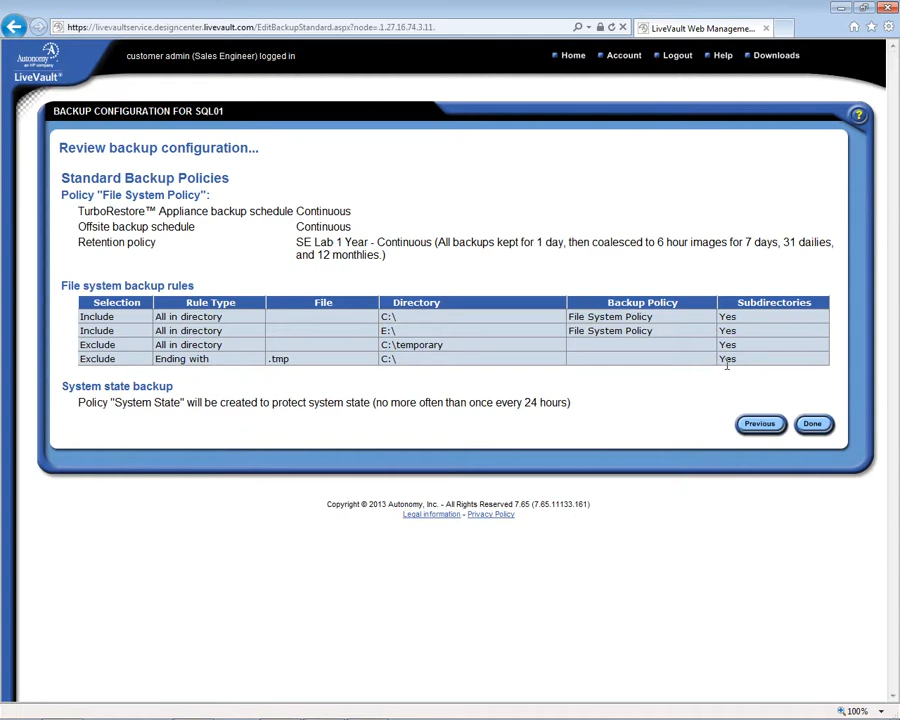 https://livevaultservice.designcenter.livevault.com/EditBackupStandard.aspx?node=.1.27.16.74.3.11.
LiveVault Web Manageme...
Autonomy
an HP company
LiveVault®
customer admin (Sales Engineer) logged in
Home
Account
Logout
Help
Downloads
BACKUP CONFIGURATION FOR SQL01
?
Review backup configuration...
Standard Backup Policies
Policy "File System Policy":
TurboRestore™ Appliance backup schedule Continuous
Offsite backup schedule Continuous
Retention policy SE Lab 1 Year - Continuous (All backups kept for 1 day, then coalesced to 6 hour images for 7 days, 31 dailies,
and 12 monthlies.)
File system backup rules
Selection Rule Type File Directory Backup Policy Subdirectories
Include All in directory C:\ File System Policy Yes
Include All in directory E:\ File System Policy Yes
Exclude All in directory C:\temporary Yes
Exclude Ending with .tmp C:\ Yes
System state backup
Policy "System State" will be created to protect system state (no more often than once every 24 hours)
Previous Done
Copyright © 2013 Autonomy, Inc. - All Rights Reserved 7.65 (7.65.11133.161)
Legal information - Privacy Policy
100%